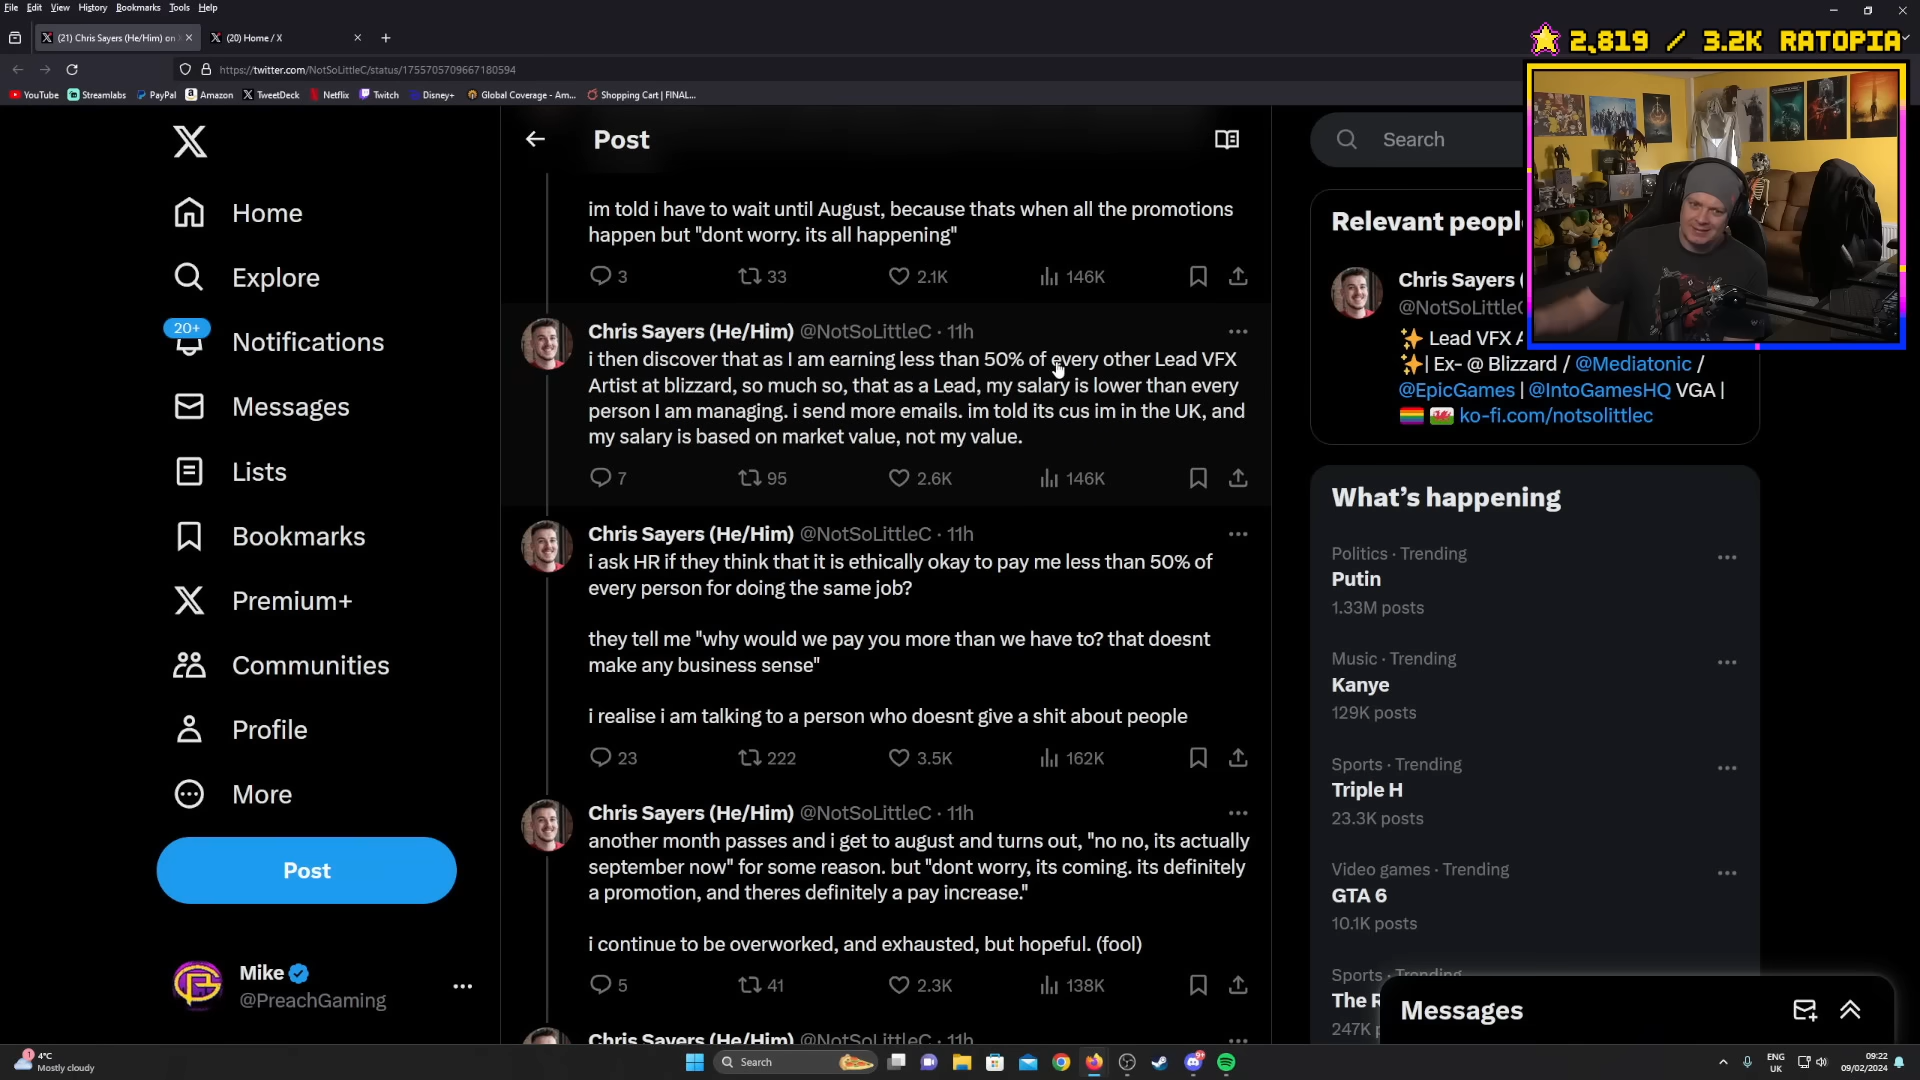 File Edit View History Bookmarks Tools Help
(21) Chris Sayers (He/Him) on
(20) Home / X
2,819 / 3.2K RATOPIA
https://twitter.com/NotSoLittleC/status/1755705709667180594
YouTube Streamlabs PayPal Amazon TweetDeck Netflix Twitch Disney+ Global Coverage - Am... Shopping Cart | FINAL...
Home
Explore
20+
Notifications
Messages
Lists
Bookmarks
Premium+
Communities
Profile
More
Post
Mike
@PreachGaming
Post
im told i have to wait until August, because thats when all the promotions
happen but "dont worry. its all happening"
3 33 2.1K 146K
Chris Sayers (He/Him) @NotSoLittleC · 11h
i then discover that as I am earning less than 50% of every other Lead VFX
Artist at blizzard, so much so, that as a Lead, my salary is lower than every
person I am managing. i send more emails. im told its cus im in the UK, and
my salary is based on market value, not my value.
7 95 2.6K 146K
Chris Sayers (He/Him) @NotSoLittleC · 11h
i ask HR if they think that it is ethically okay to pay me less than 50% of
every person for doing the same job?
they tell me "why would we pay you more than we have to? that doesnt
make any business sense"
i realise i am talking to a person who doesnt give a shit about people
23 222 3.5K 162K
Chris Sayers (He/Him) @NotSoLittleC · 11h
another month passes and i get to august and turns out, "no no, its actually
september now" for some reason. but "dont worry, its coming. its definitely
a promotion, and theres definitely a pay increase."
i continue to be overworked, and exhausted, but hopeful. (fool)
5 41 2.3K 138K
Chris Sayers (He/Him) @NotSoLittleC · 11h
Search
Relevant peopl
Chris Sayers (
@NotSoLittleC
Lead VFX A
| Ex- @ Blizzard / @Mediatonic /
@EpicGames | @IntoGamesHQ VGA |
ko-fi.com/notsolittlec
What's happening
Politics · Trending
Putin
1.33M posts
Music · Trending
Kanye
129K posts
Sports · Trending
Triple H
23.3K posts
Video games · Trending
GTA 6
10.1K posts
Sports · Trending
The R
247K p
Messages
1
4°C
Mostly cloudy
Search
ENG
UK
09:22
09/02/2024